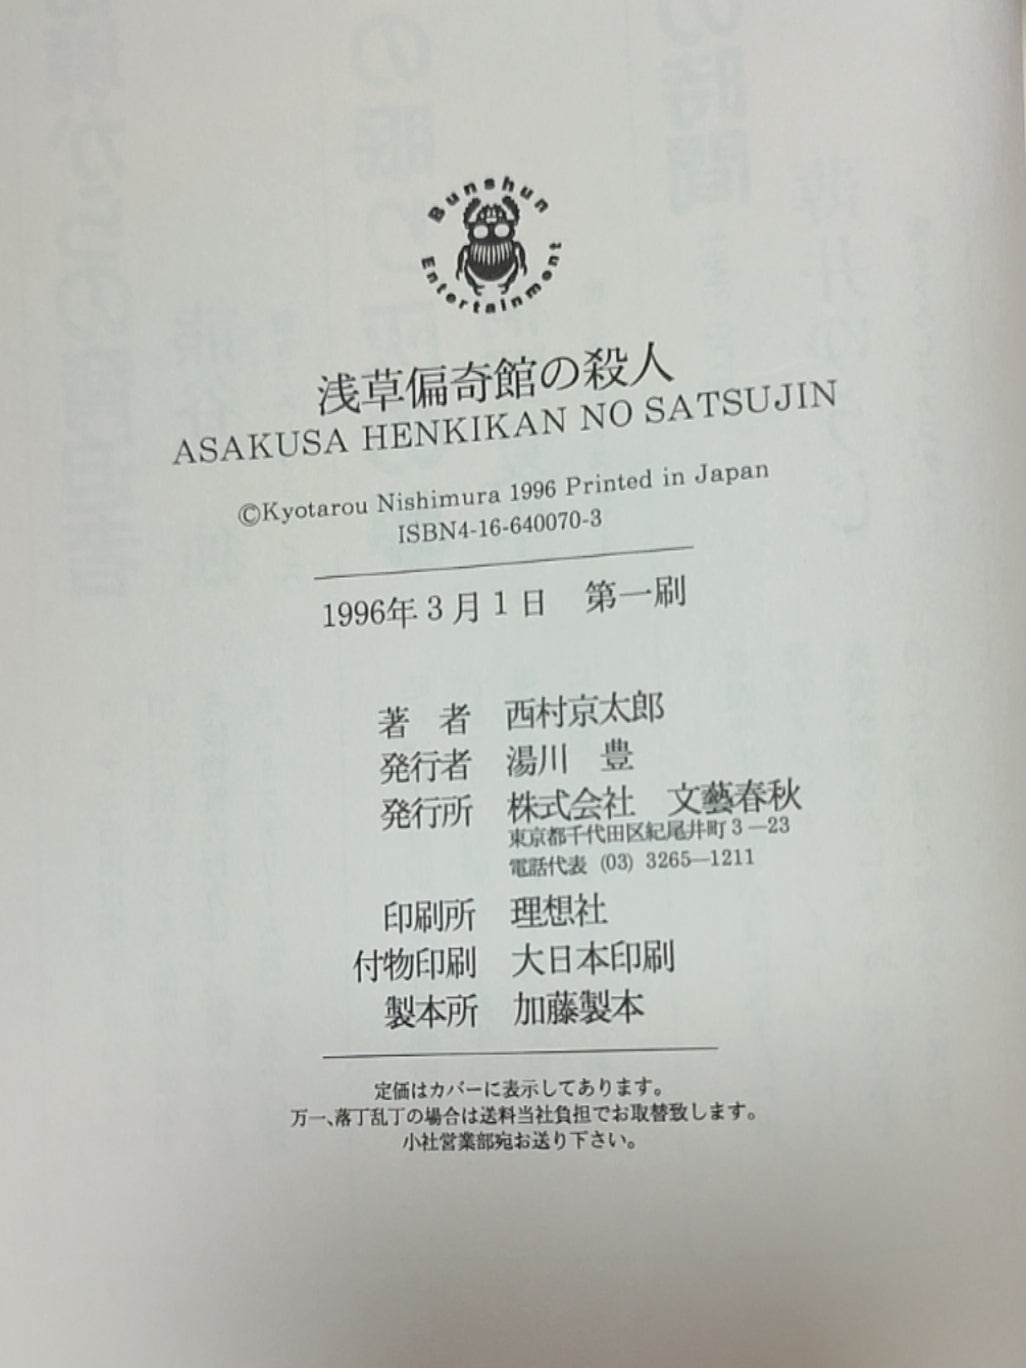 Bunshun
Entertainment
浅草偏奇館の殺人
ASAKUSA HENKIKAN NO SATSUJIN
©Kyotarou Nishimura 1996 Printed in Japan
ISBN4-16-640070-3
1996年3月1日 第一刷
著 者 西村京太郎
発行者 湯川 豊
発行所 株式会社 文藝春秋
東京都千代田区紀尾井町3—23
電話代表 (03) 3265—1211
印刷所 理想社
付物印刷 大日本印刷
製本所 加藤製本
定価はカバーに表示してあります。
万一、落丁乱丁の場合は送料当社負担でお取替致します。
小社営業部宛お送り下さい。